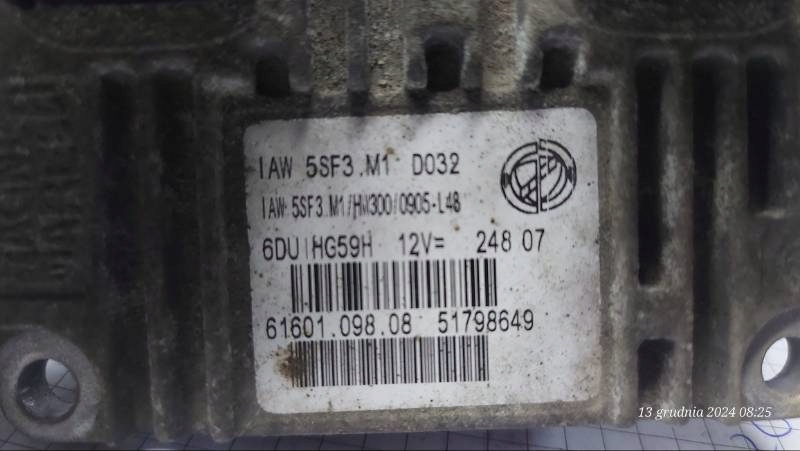 IAW 5SF3.M1 D032
IAW 5SF3.M1/HW300/0905-L48
6DU HG59H 12V= 248 07
61601.098.08 51798649
13 grudnia 2024 08:25